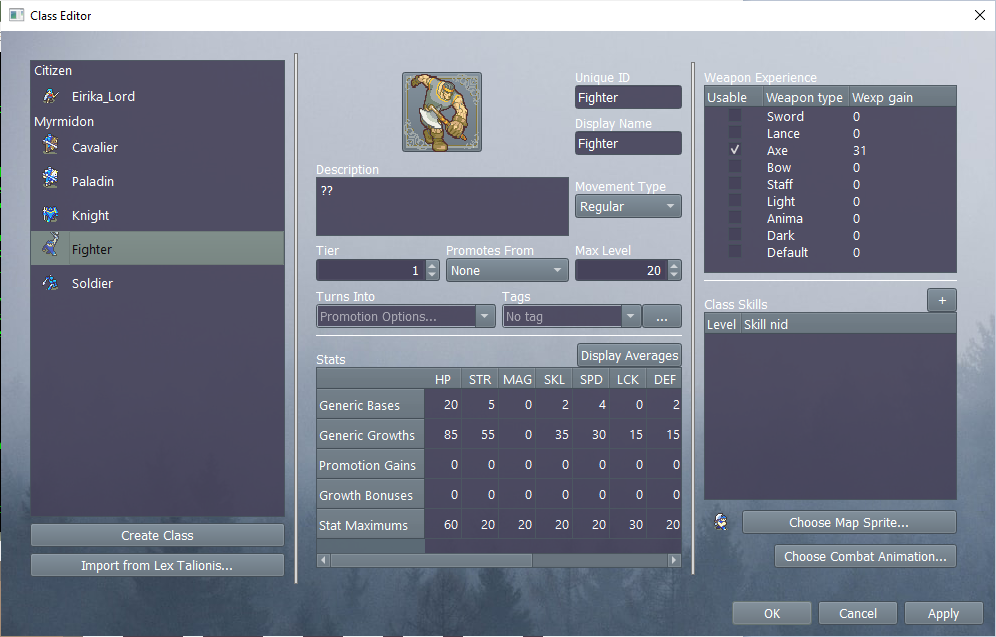 Class Editor
Citizen
Eirika_Lord
Myrmidon
Cavalier
Paladin
Knight
Fighter
Soldier
Create Class
Import from Lex Talionis...
Unique ID
Fighter
Display Name
Fighter
Description
??
Movement Type
Regular
Tier
1
Promotes From
None
Max Level
20
Turns Into
Promotion Options...
Tags
No tag
...
Stats
Display Averages
HP STR MAG SKL SPD LCK DEF
Generic Bases 20 5 0 2 4 0 2
Generic Growths 85 55 0 35 30 15 15
Promotion Gains 0 0 0 0 0 0 0
Growth Bonuses 0 0 0 0 0 0 0
Stat Maximums 60 20 20 20 20 30 20
Weapon Experience
Usable Weapon type Wexp gain
Sword 0
Lance 0
Axe 31
Bow 0
Staff 0
Light 0
Anima 0
Dark 0
Default 0
Class Skills
+
Level Skill nid
Choose Map Sprite...
Choose Combat Animation...
OK
Cancel
Apply